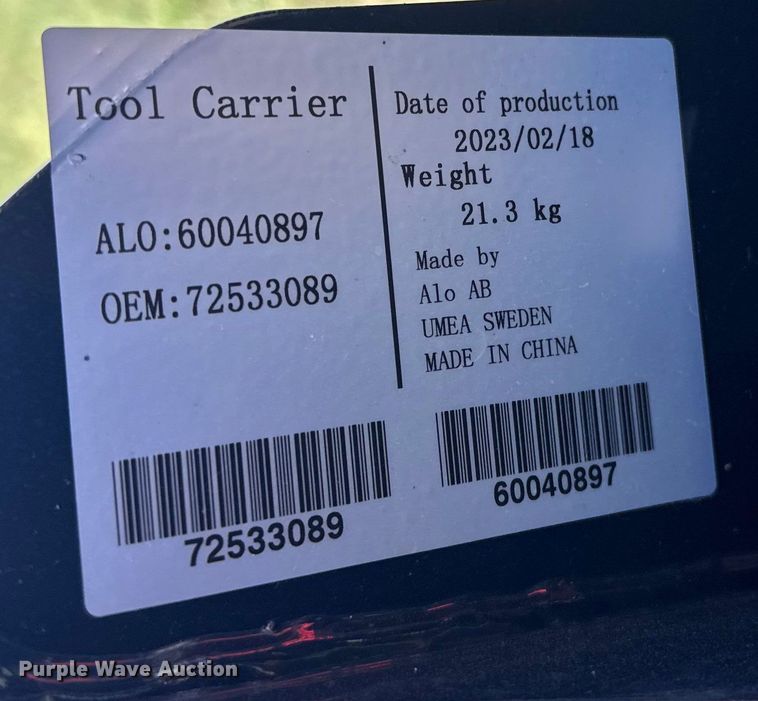 Tool Carrier
ALO:60040897
OEM:72533089
Date of production
2023/02/18
Weight
21.3 kg
Made by
Alo AB
UMEA SWEDEN
MADE IN CHINA
72533089
60040897
Purple Wave Auction